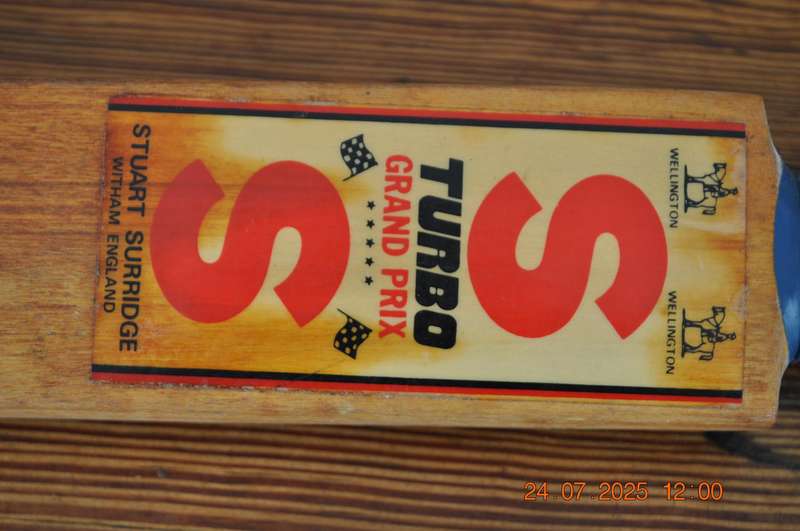 WELLINGTON WELLINGTON
S
TURBO
GRAND PRIX
S
STUART SURRIDGE
WITHAM ENGLAND
24.07.2025 12:00